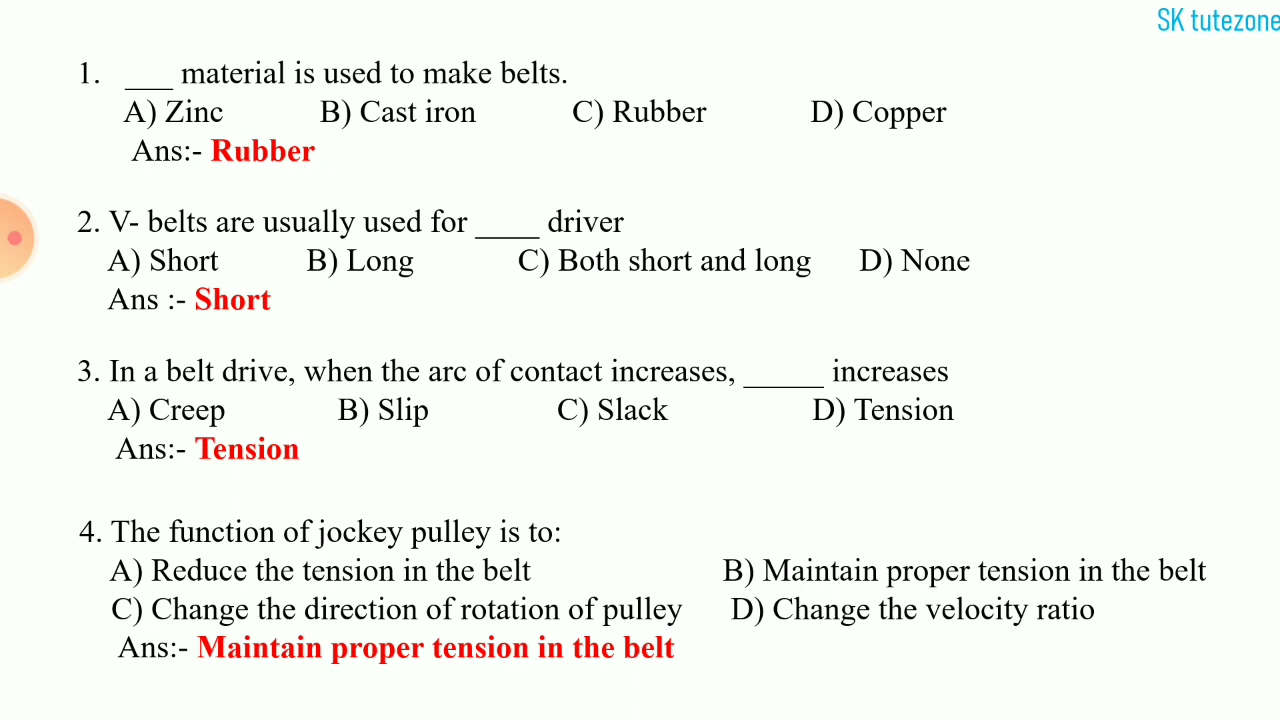 SK tutezone
1. ___ material is used to make belts.
A) Zinc B) Cast iron C) Rubber D) Copper
Ans:- Rubber
2. V- belts are usually used for ____ driver
A) Short B) Long C) Both short and long D) None
Ans :- Short
3. In a belt drive, when the arc of contact increases, _____ increases
A) Creep B) Slip C) Slack D) Tension
Ans:- Tension
4. The function of jockey pulley is to:
A) Reduce the tension in the belt B) Maintain proper tension in the belt
C) Change the direction of rotation of pulley D) Change the velocity ratio
Ans:- Maintain proper tension in the belt